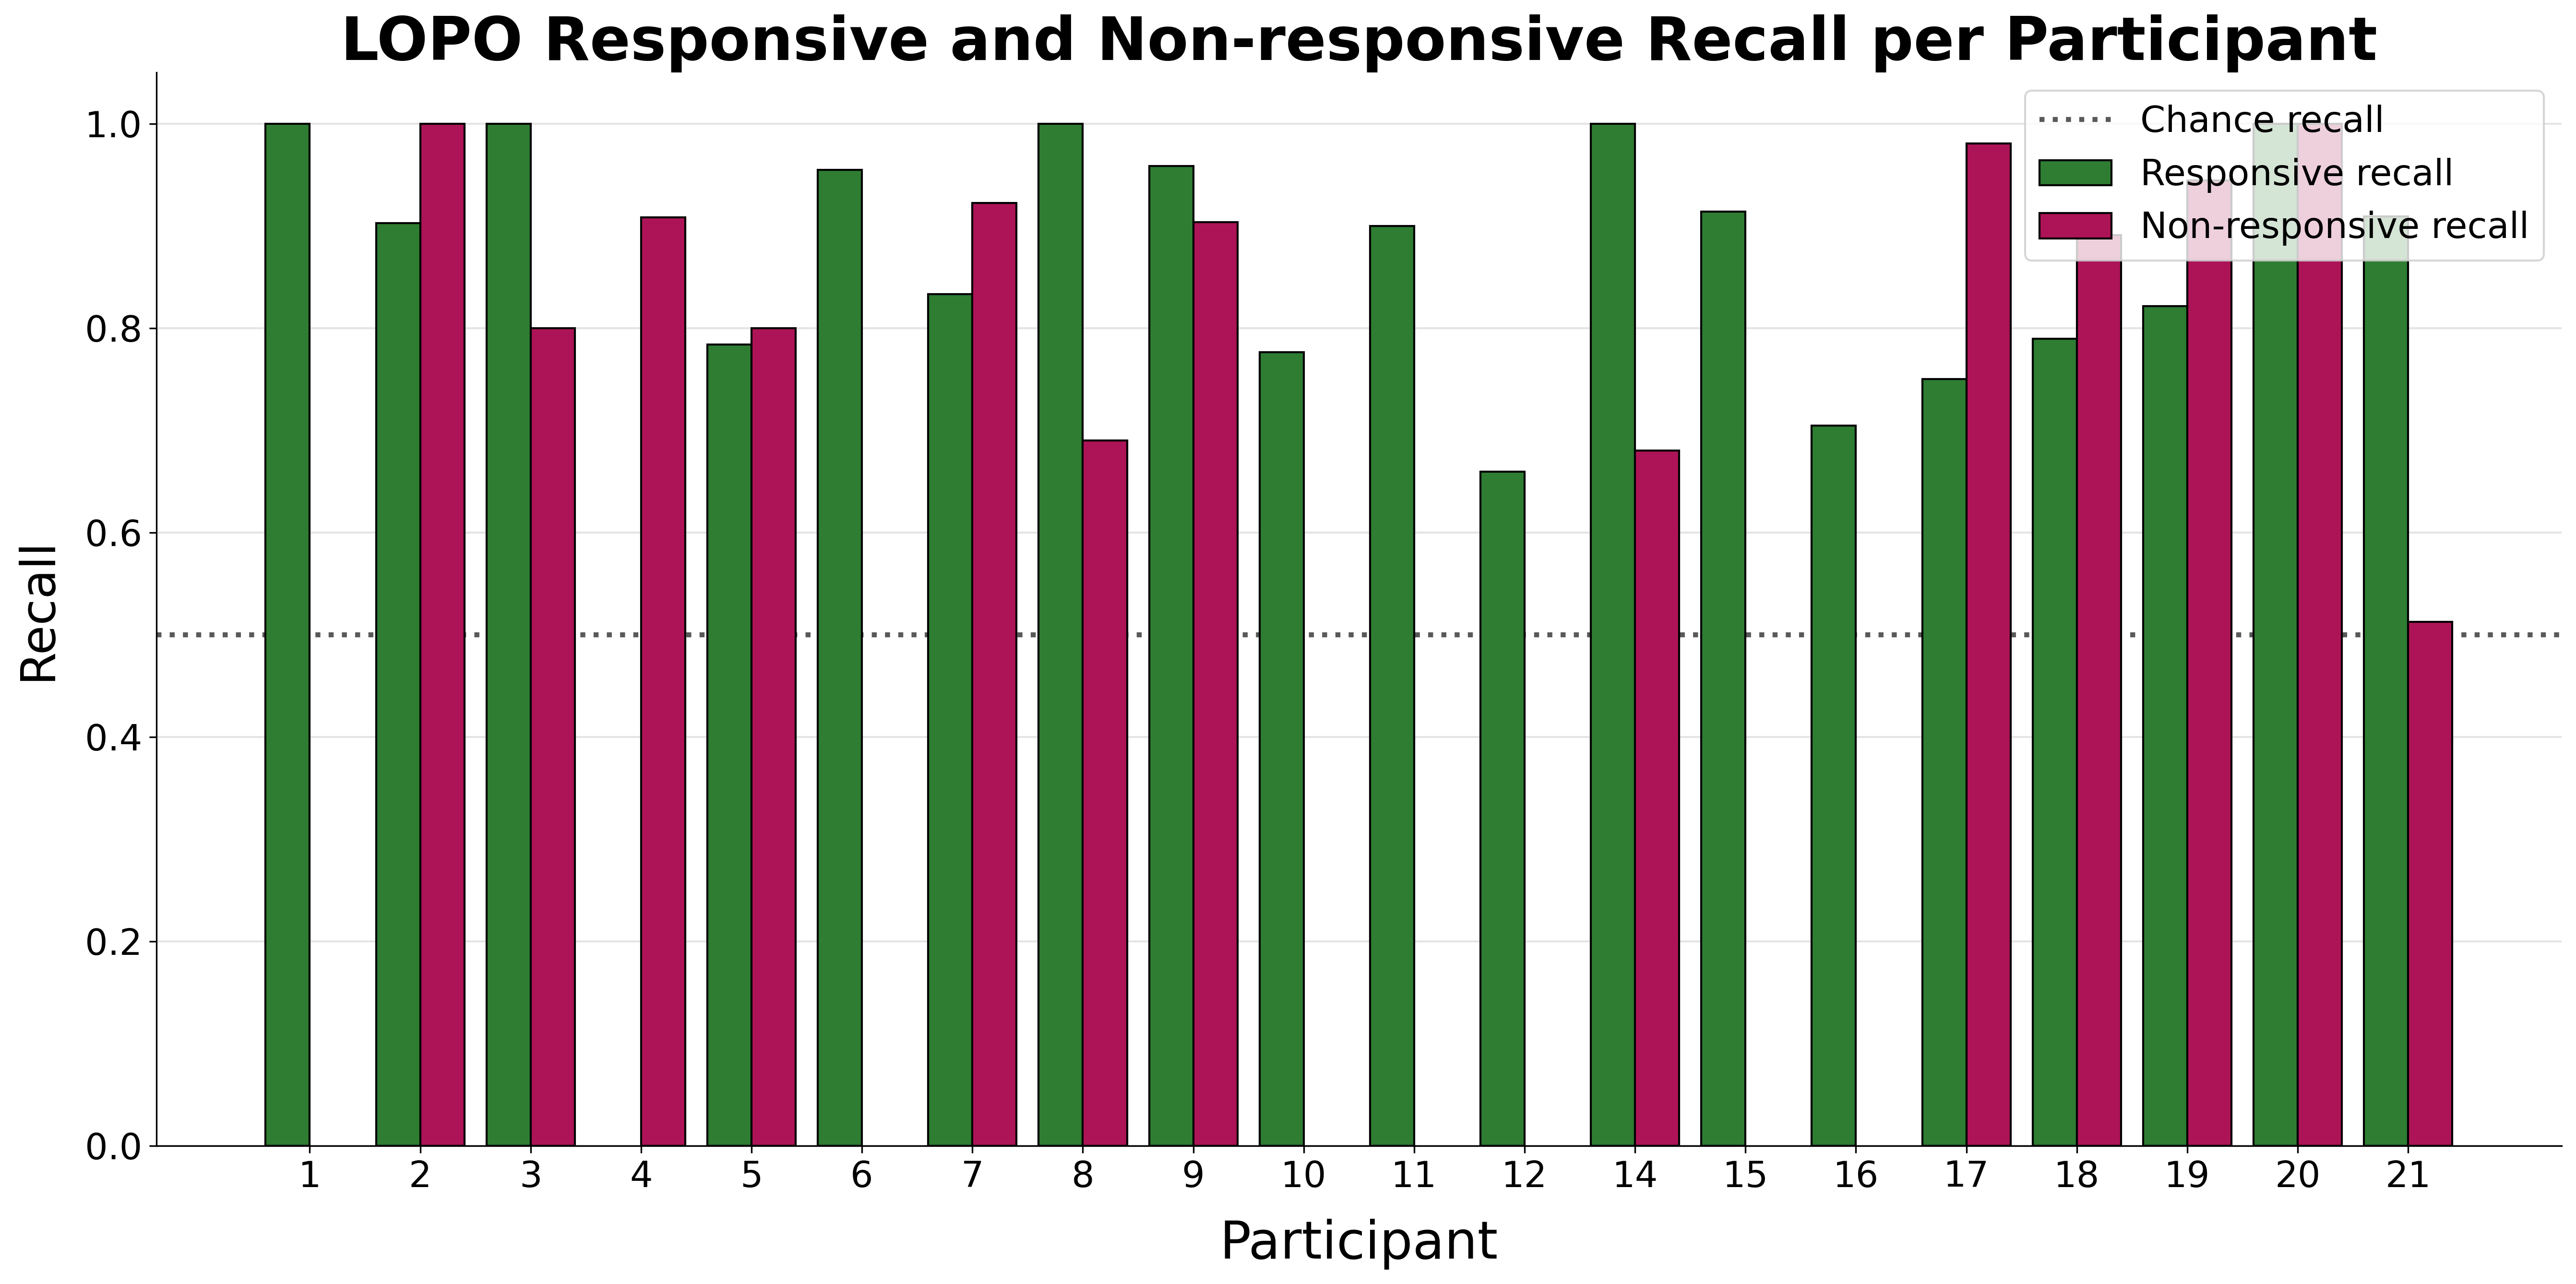 LOPO Responsive and Non-responsive Recall per Participant
Chance recall
Responsive recall
Non-responsive recall
1.0
0.8
0.6
0.4
0.2
0.0
Recall
1 2 3 4 5 6 7 8 9 10 11 12 14 15 16 17 18 19 20 21
Participant